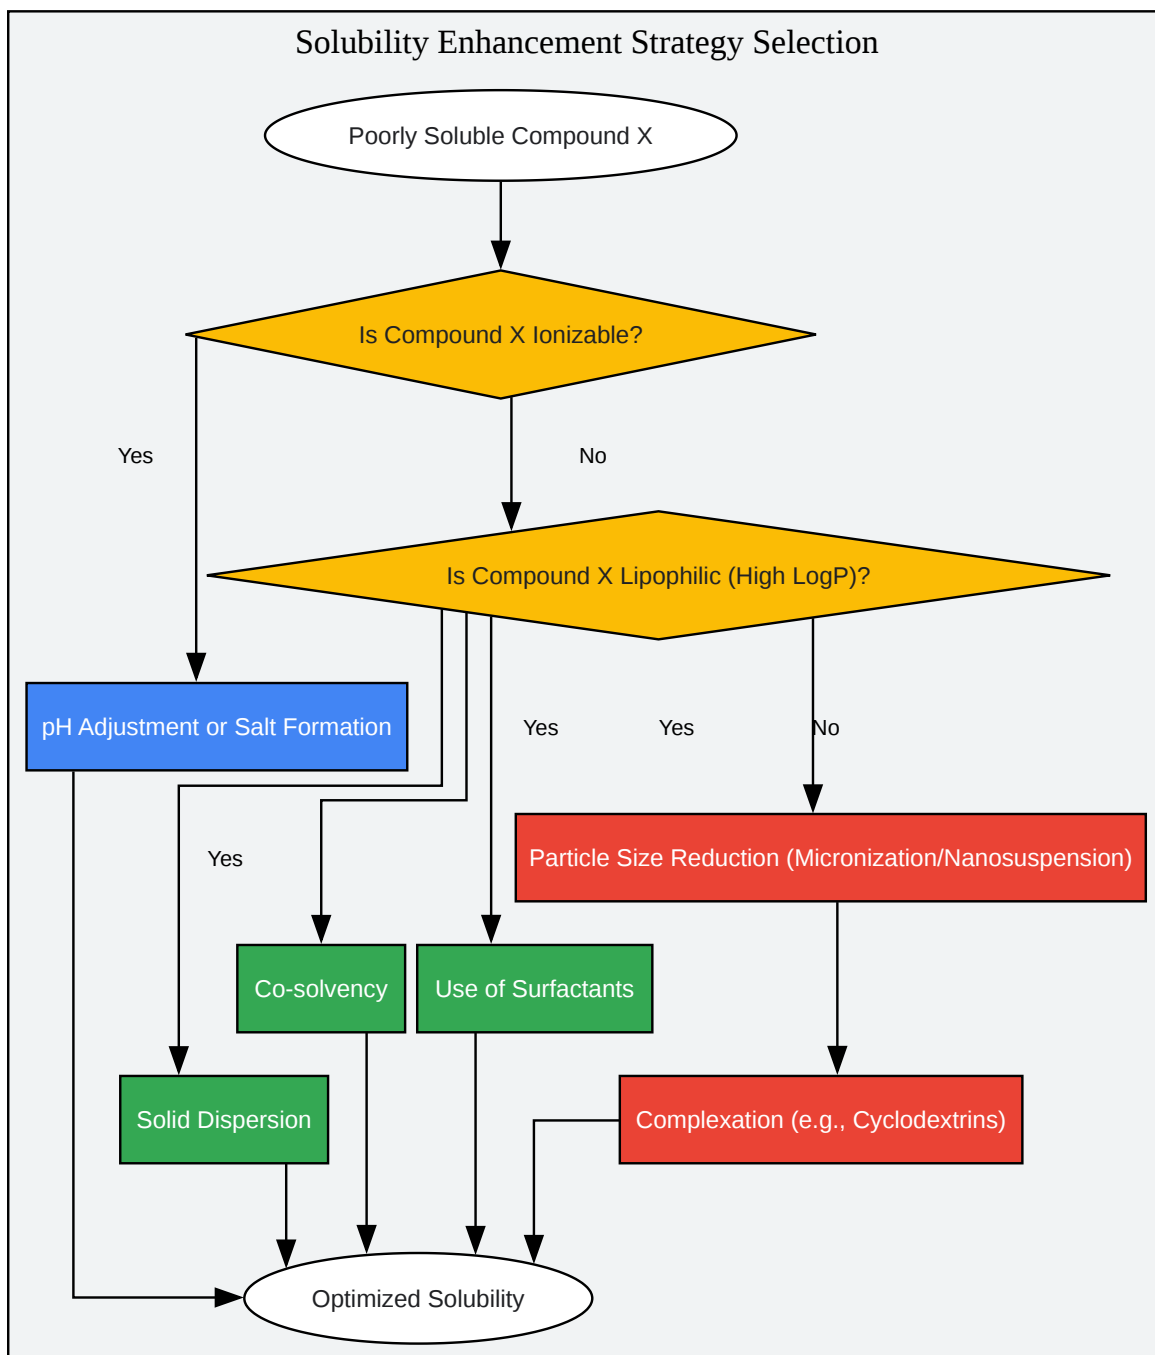 Solubility Enhancement Strategy Selection
Poorly Soluble Compound X
Is Compound X Ionizable?
Yes
No
Is Compound X Lipophilic (High LogP)?
pH Adjustment or Salt Formation
Yes
Yes
No
Yes
Particle Size Reduction (Micronization/Nanosuspension)
Co-solvency
Use of Surfactants
Solid Dispersion
Complexation (e.g., Cyclodextrins)
Optimized Solubility